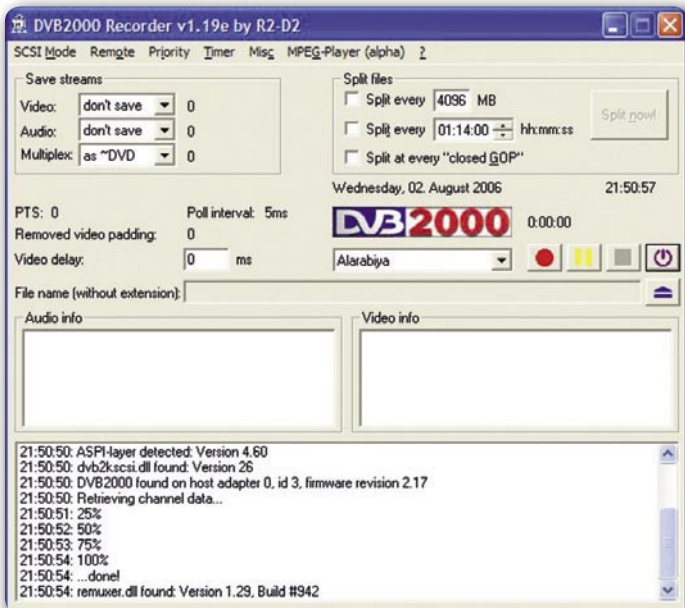 DVB2000 Recorder v1.19e by R2-D2
SCSI Mode Remote Priority Timer Misc MPEG-Player (alpha) ?
Save streams
Video: don't save 0
Audio: don't save 0
Multiplex: as ~DVD 0
Split files
Split every 4096 MB
Split every 01:14:00 hh:mm:ss
Split at every "closed GOP"
Split now!
Wednesday, 02. August 2006 21:50:57
PTS: 0 Poll interval: 5ms
Removed video padding: 0
Video delay: 0 ms
DVB2000 0:00:00
Alarabiya
File name (without extension):
Audio info
Video info
21:50:50: ASPI-layer detected: Version 4.60
21:50:50: dvb2kscsi.dll found: Version 26
21:50:50: DVB2000 found on host adapter 0, id 3, firmware revision 2.17
21:50:50: Retrieving channel data...
21:50:51: 25%
21:50:52: 50%
21:50:53: 75%
21:50:54: 100%
21:50:54: ...done!
21:50:54: remuxer.dll found: Version 1.29, Build #942